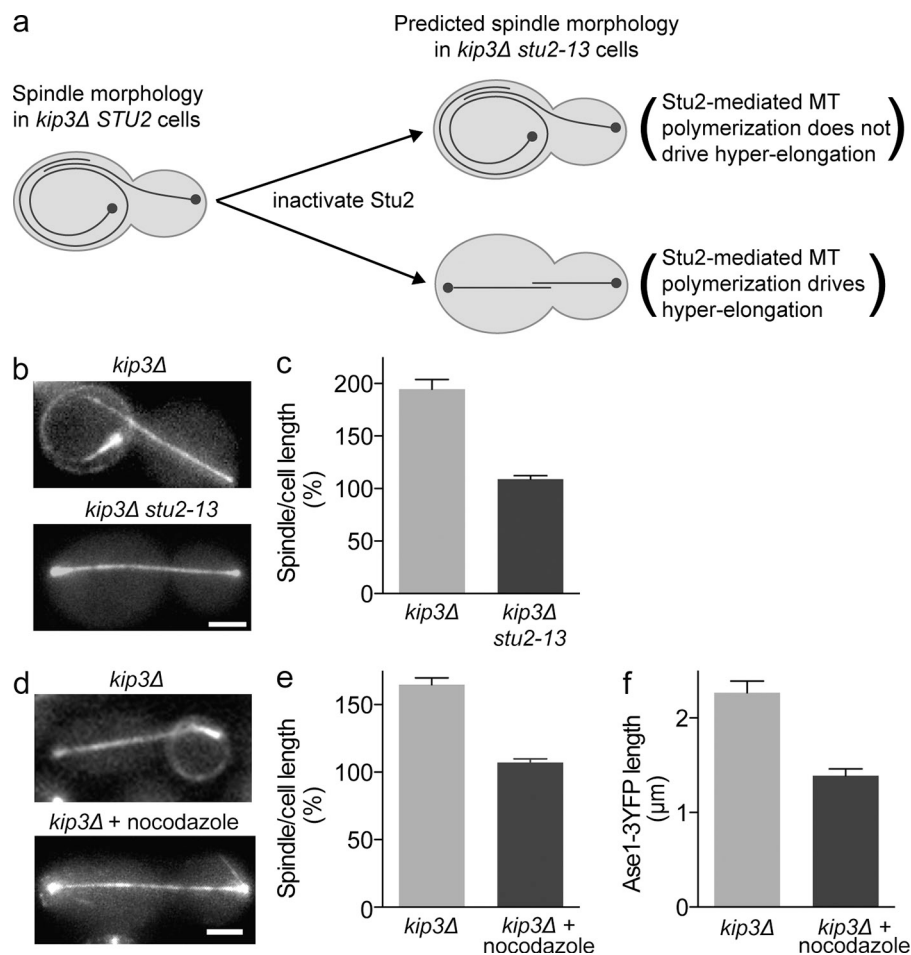 a
Spindle morphology
in kip3Δ STU2 cells
inactivate Stu2
Predicted spindle morphology
in kip3Δ stu2-13 cells
(Stu2-mediated MT
polymerization does not
drive hyper-elongation)
(Stu2-mediated MT
polymerization drives
hyper-elongation)
b
kip3Δ
kip3Δ stu2-13
c
Spindle/cell length
(%)
200
150
100
50
0
kip3Δ
kip3Δ
stu2-13
d
kip3Δ
kip3Δ + nocodazole
e
Spindle/cell length
(%)
150
100
50
0
kip3Δ
kip3Δ +
nocodazole
f
Ase1-3YFP length
(µm)
2
1
0
kip3Δ
kip3Δ +
nocodazole